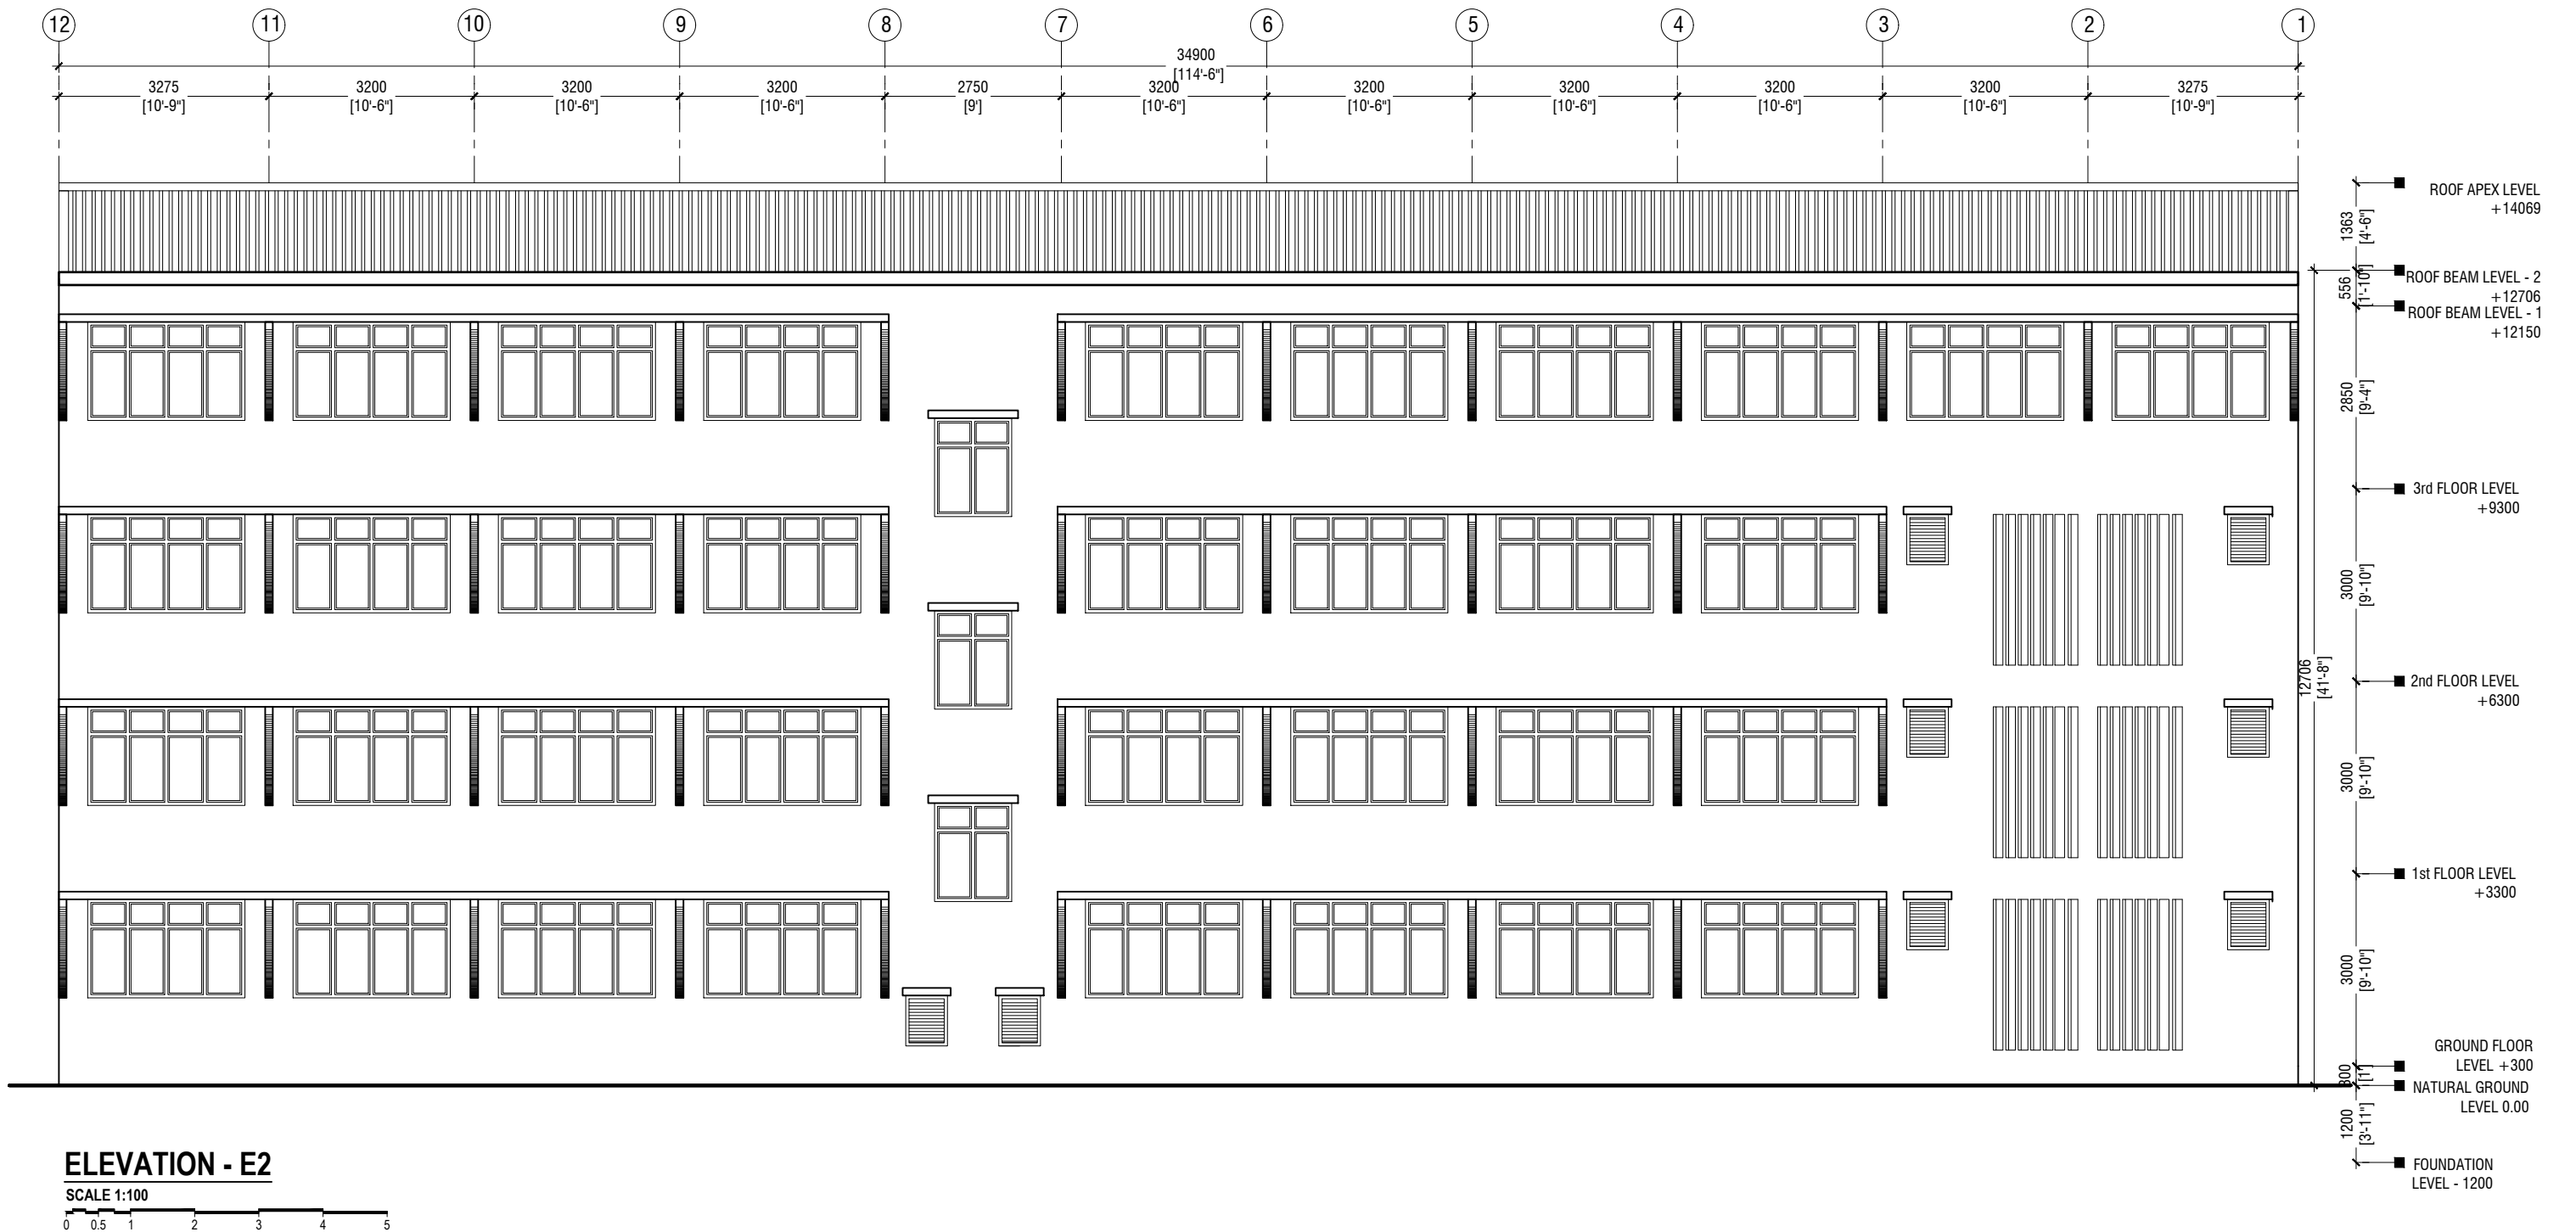 12 11 10 9 8 7 6 5 4 3 2 1
34900
[114'-6"]
3275 3200 3200 3200 2750 3200 3200 3200 3200 3200 3275
[10'-9"] [10'-6"] [10'-6"] [10'-6"] [9'] [10'-6"] [10'-6"] [10'-6"] [10'-6"] [10'-6"] [10'-9"]
ROOF APEX LEVEL
+14069
1363
[4'-6"]
ROOF BEAM LEVEL - 2
+12706
556
[1'-10"]
ROOF BEAM LEVEL - 1
+12150
2850
[9'-4"]
3rd FLOOR LEVEL
+9300
3000
[9'-10"]
12706
[41'-8"]
2nd FLOOR LEVEL
+6300
3000
[9'-10"]
1st FLOOR LEVEL
+3300
3000
[9'-10"]
GROUND FLOOR
LEVEL +300
300
[1']
NATURAL GROUND
LEVEL 0.00
1200
[3'-11"]
FOUNDATION
LEVEL - 1200
ELEVATION - E2
SCALE 1:100
0 0.5 1 2 3 4 5